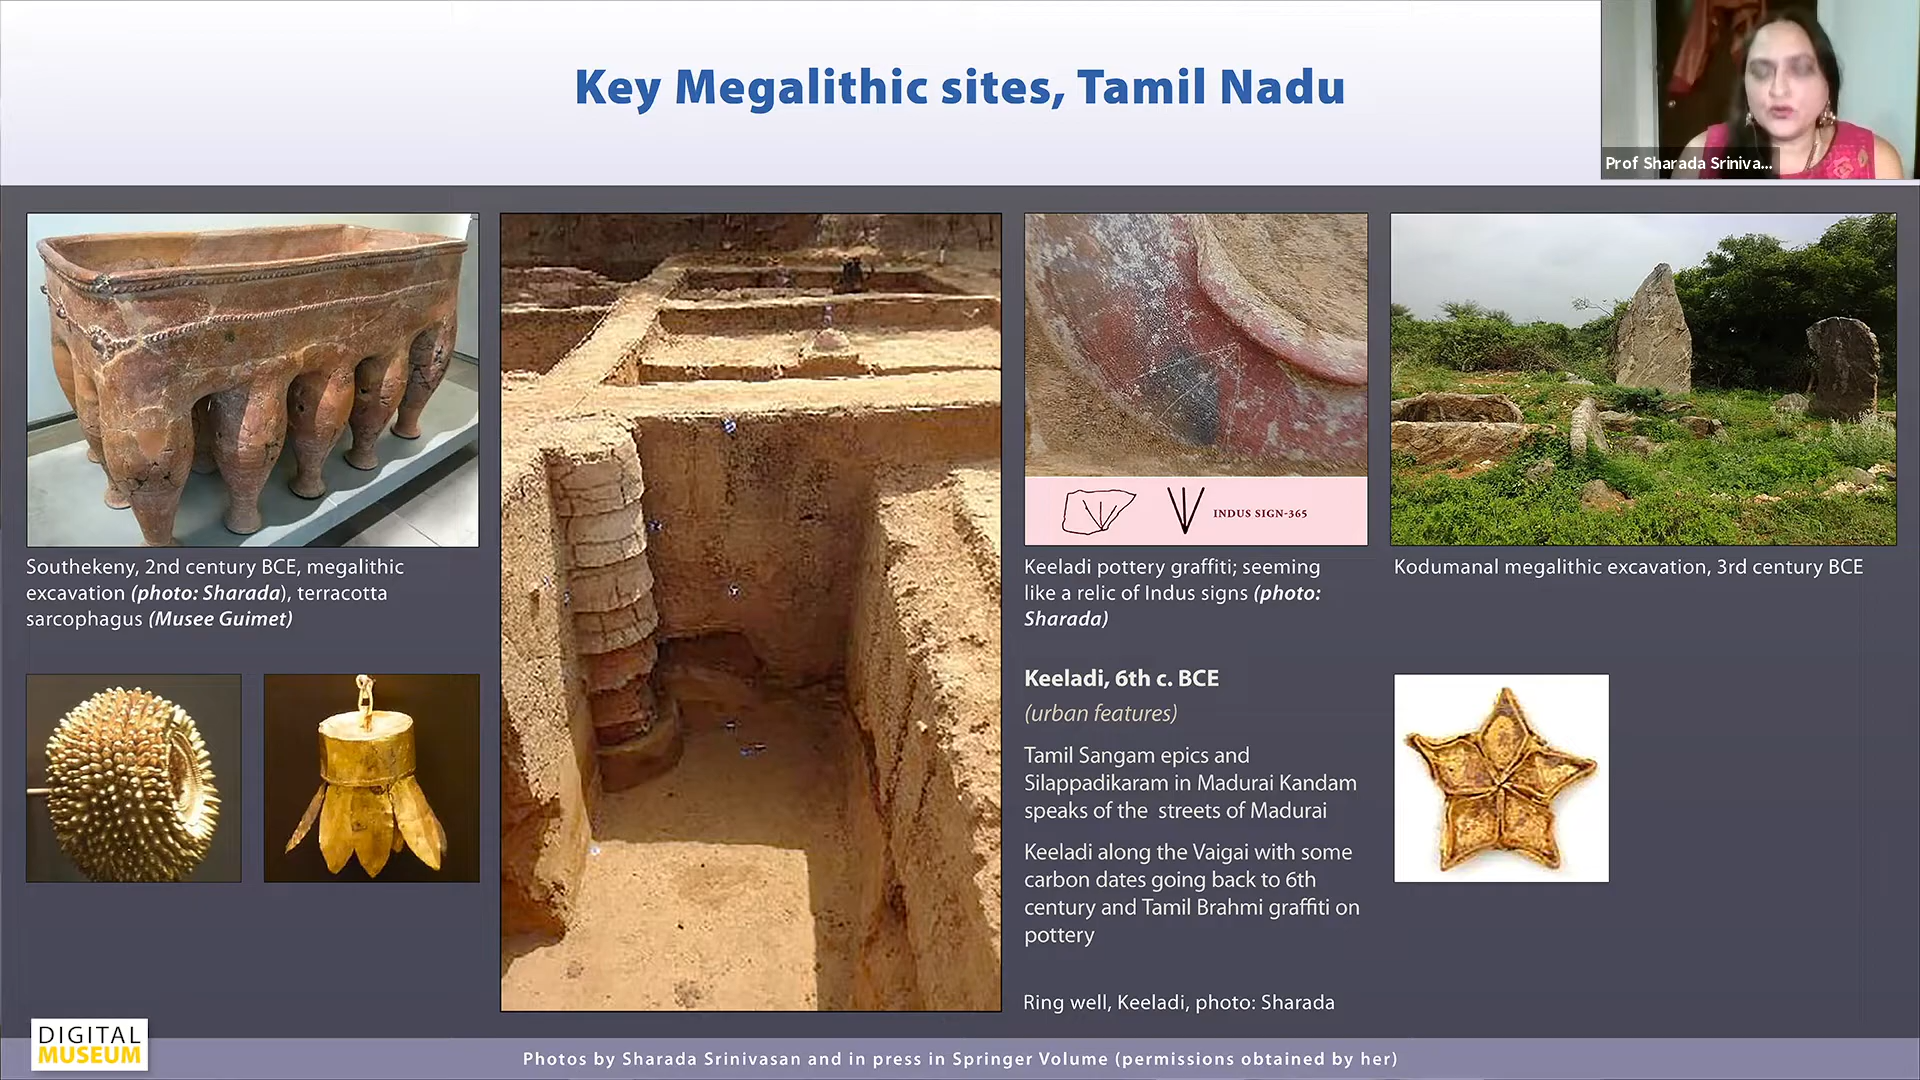 Key Megalithic sites, Tamil Nadu
Prof Sharada Sriniva...
Southekeny, 2nd century BCE, megalithic
excavation (photo: Sharada), terracotta
sarcophagus (Musee Guimet)
INDUS SIGN-365
Keeladi pottery graffiti; seeming
like a relic of Indus signs (photo:
Sharada)
Kodumanal megalithic excavation, 3rd century BCE
Keeladi, 6th c. BCE
(urban features)
Tamil Sangam epics and
Silappadikaram in Madurai Kandam
speaks of the streets of Madurai
Keeladi along the Vaigai with some
carbon dates going back to 6th
century and Tamil Brahmi graffiti on
pottery
Ring well, Keeladi, photo: Sharada
DIGITAL
MUSEUM
Photos by Sharada Srinivasan and in press in Springer Volume (permissions obtained by her)